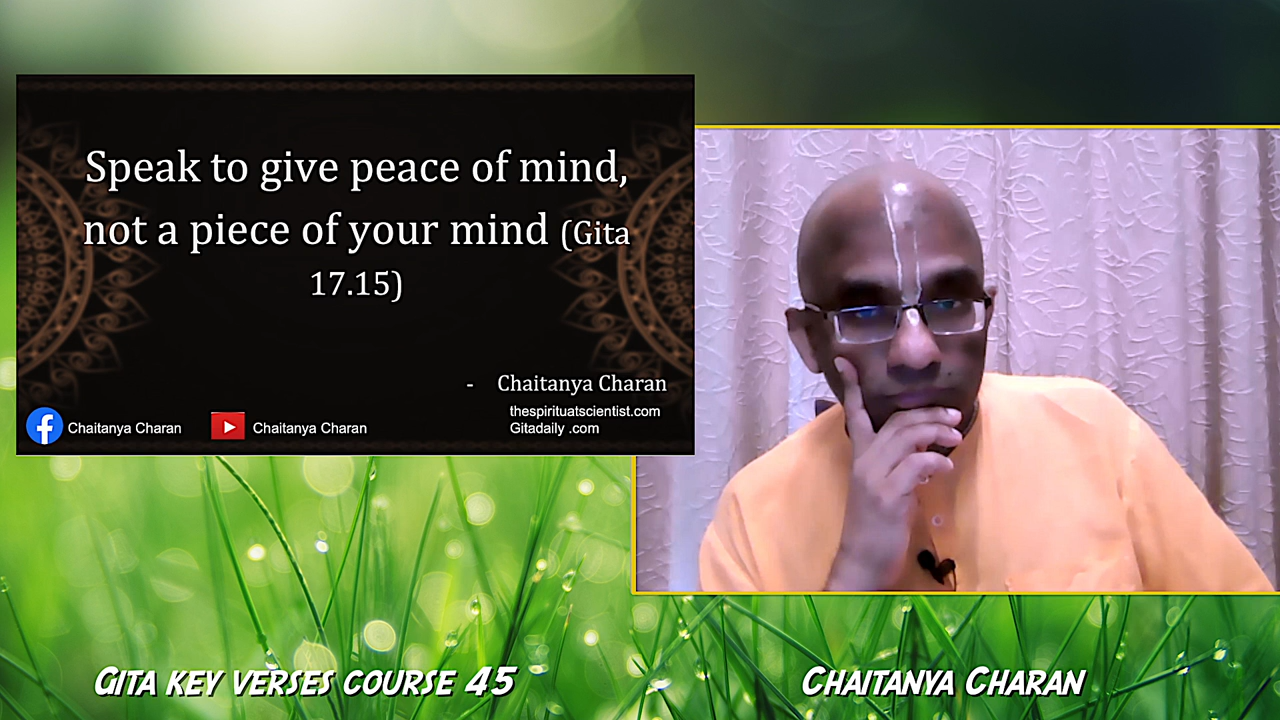 Speak to give peace of mind,
not a piece of your mind (Gita
17.15)
- Chaitanya Charan
thespirituatscientist.com
Gitadaily .com
Chaitanya Charan
Chaitanya Charan
GITA KEY VERSES COURSE 45
CHAITANYA CHARAN